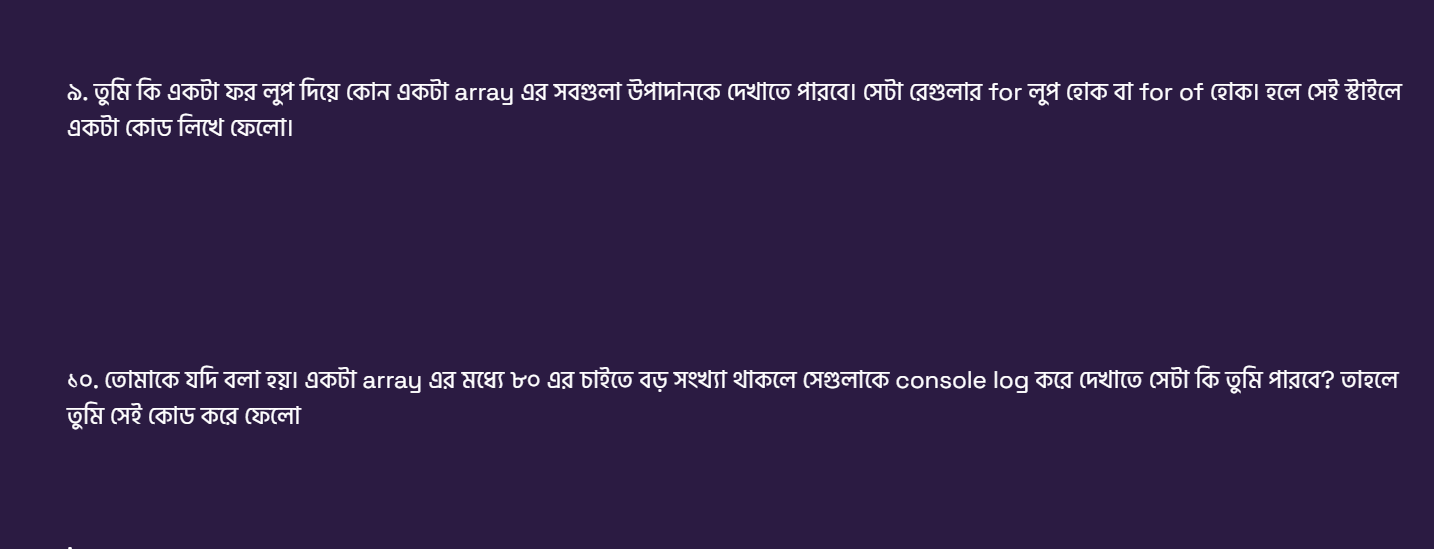 ৯. তুমি কি একটা ফর লুপ দিয়ে কোন একটা array এর সবগুলা উপাদানকে দেখাতে পারবে। সেটা রেগুলার for লুপ হোক বা for of হোক। হলে সেই স্টাইলে
একটা কোড লিখে ফেলো।
১০. তোমাকে যদি বলা হয়। একটা array এর মধ্যে ৮০ এর চাইতে বড় সংখ্যা থাকলে সেগুলাকে console log করে দেখাতে সেটা কি তুমি পারবে? তাহলে
তুমি সেই কোড করে ফেলো